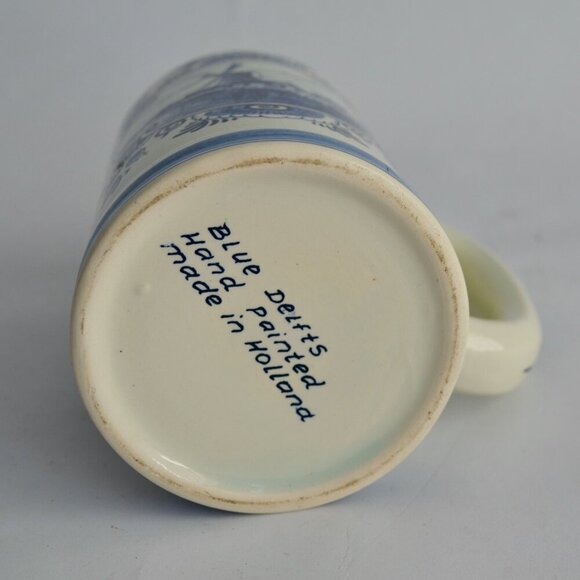 BLUE DELFTS
Hand painted
made in HOLLand